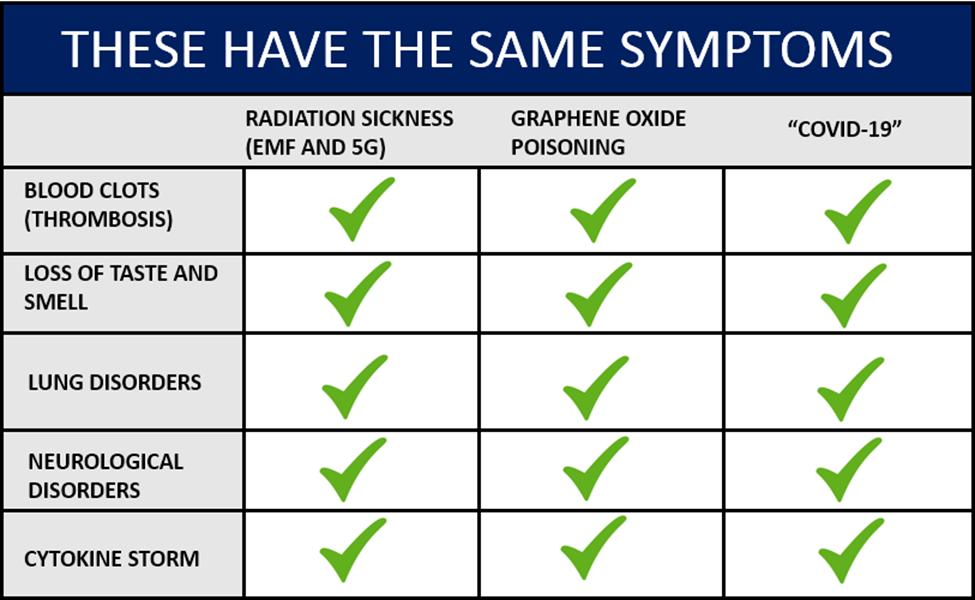 THESE HAVE THE SAME SYMPTOMS
RADIATION SICKNESS
(EMF AND 5G)
GRAPHENE OXIDE
POISONING
“COVID-19”
BLOOD CLOTS
(THROMBOSIS)
LOSS OF TASTE AND
SMELL
LUNG DISORDERS
NEUROLOGICAL
DISORDERS
CYTOKINE STORM